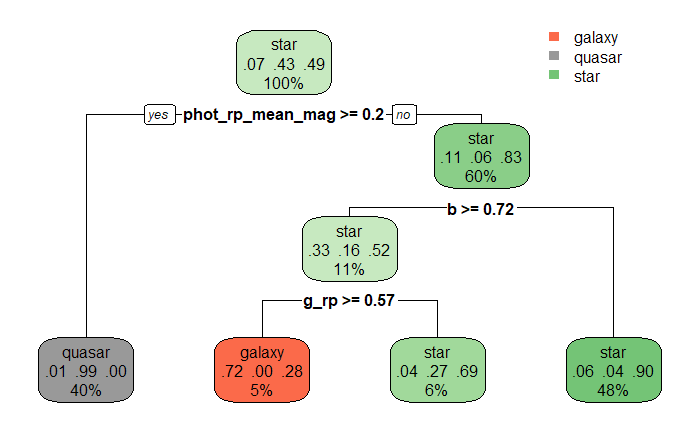 star
.07 .43 .49
100%
galaxy
quasar
star
yes
phot_rp_mean_mag >= 0.2
no
star
.11 .06 .83
60%
b >= 0.72
star
.33 .16 .52
11%
g_rp >= 0.57
quasar
.01 .99 .00
40%
galaxy
.72 .00 .28
5%
star
.04 .27 .69
6%
star
.06 .04 .90
48%